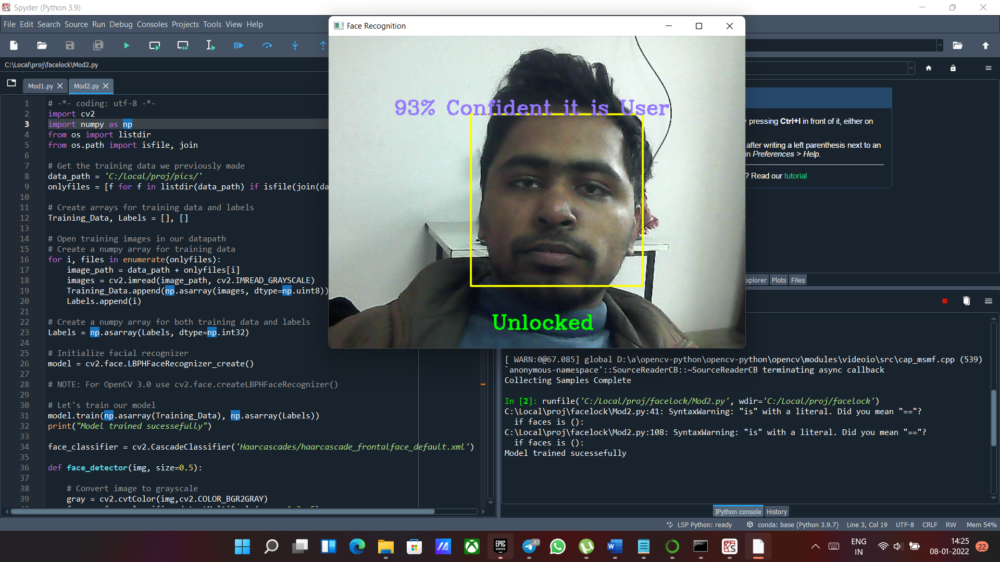 Spyder (Python 3.9)
File Edit Search Source Run Debug Consoles Projects Tools View Help
C:\Local\proj\facelock\Mod2.py
Mod1.py Mod2.py
1 # -*- coding: utf-8 -*-
2 import cv2
3 import numpy as np
4 from os import listdir
5 from os.path import isfile, join
6
7 # Get the training data we previously made
8 data_path = 'C:/local/proj/pics/'
9 onlyfiles = [f for f in listdir(data_path) if isfile(join(da
10
11 # Create arrays for training data and labels
12 Training_Data, Labels = [], []
13
14 # Open training images in our datapath
15 # Create a numpy array for training data
16 for i, files in enumerate(onlyfiles):
17 image_path = data_path + onlyfiles[i]
18 images = cv2.imread(image_path, cv2.IMREAD_GRAYSCALE)
19 Training_Data.append(np.asarray(images, dtype=np.uint8))
20 Labels.append(i)
21
22 # Create a numpy array for both training data and labels
23 Labels = np.asarray(Labels, dtype=np.int32)
24
25 # Initialize facial recognizer
26 model = cv2.face.LBPHFaceRecognizer_create()
27
28 # NOTE: For OpenCV 3.0 use cv2.face.createLBPHFaceRecognizer()
29
30 # Let's train our model
31 model.train(np.asarray(Training_Data), np.asarray(Labels))
32 print("Model trained sucessefully")
33
34 face_classifier = cv2.CascadeClassifier('Haarcascades/haarcascade_frontalface_default.xml')
35
36 def face_detector(img, size=0.5):
37
38 # Convert image to grayscale
39 gray = cv2.cvtColor(img,cv2.COLOR_BGR2GRAY)
Face Recognition
93% Confident it is User
Unlocked
pressing Ctrl+I in front of it, either on
after writing a left parenthesis next to an
in Preferences > Help.
? Read our tutorial
xplorer Plots Files
[ WARN:0@67.085] global D:\a\opencv-python\opencv-python\opencv\modules\videoio\src\cap_msmf.cpp (539)
`anonymous-namespace'::SourceReaderCB::~SourceReaderCB terminating async callback
Collecting Samples Complete
In [2]: runfile('C:/Local/proj/facelock/Mod2.py', wdir='C:/Local/proj/facelock')
C:\Local\proj\facelock\Mod2.py:41: SyntaxWarning: "is" with a literal. Did you mean "=="?
if faces is ():
C:\Local\proj\facelock\Mod2.py:108: SyntaxWarning: "is" with a literal. Did you mean "=="?
if faces is ():
Model trained sucessefully
IPython console History
LSP Python: ready conda: base (Python 3.9.7) Line 3, Col 19 UTF-8 CRLF RW Mem 54%
EPIC GAMES .87 ENG IN 14:25 08-01-2022 22